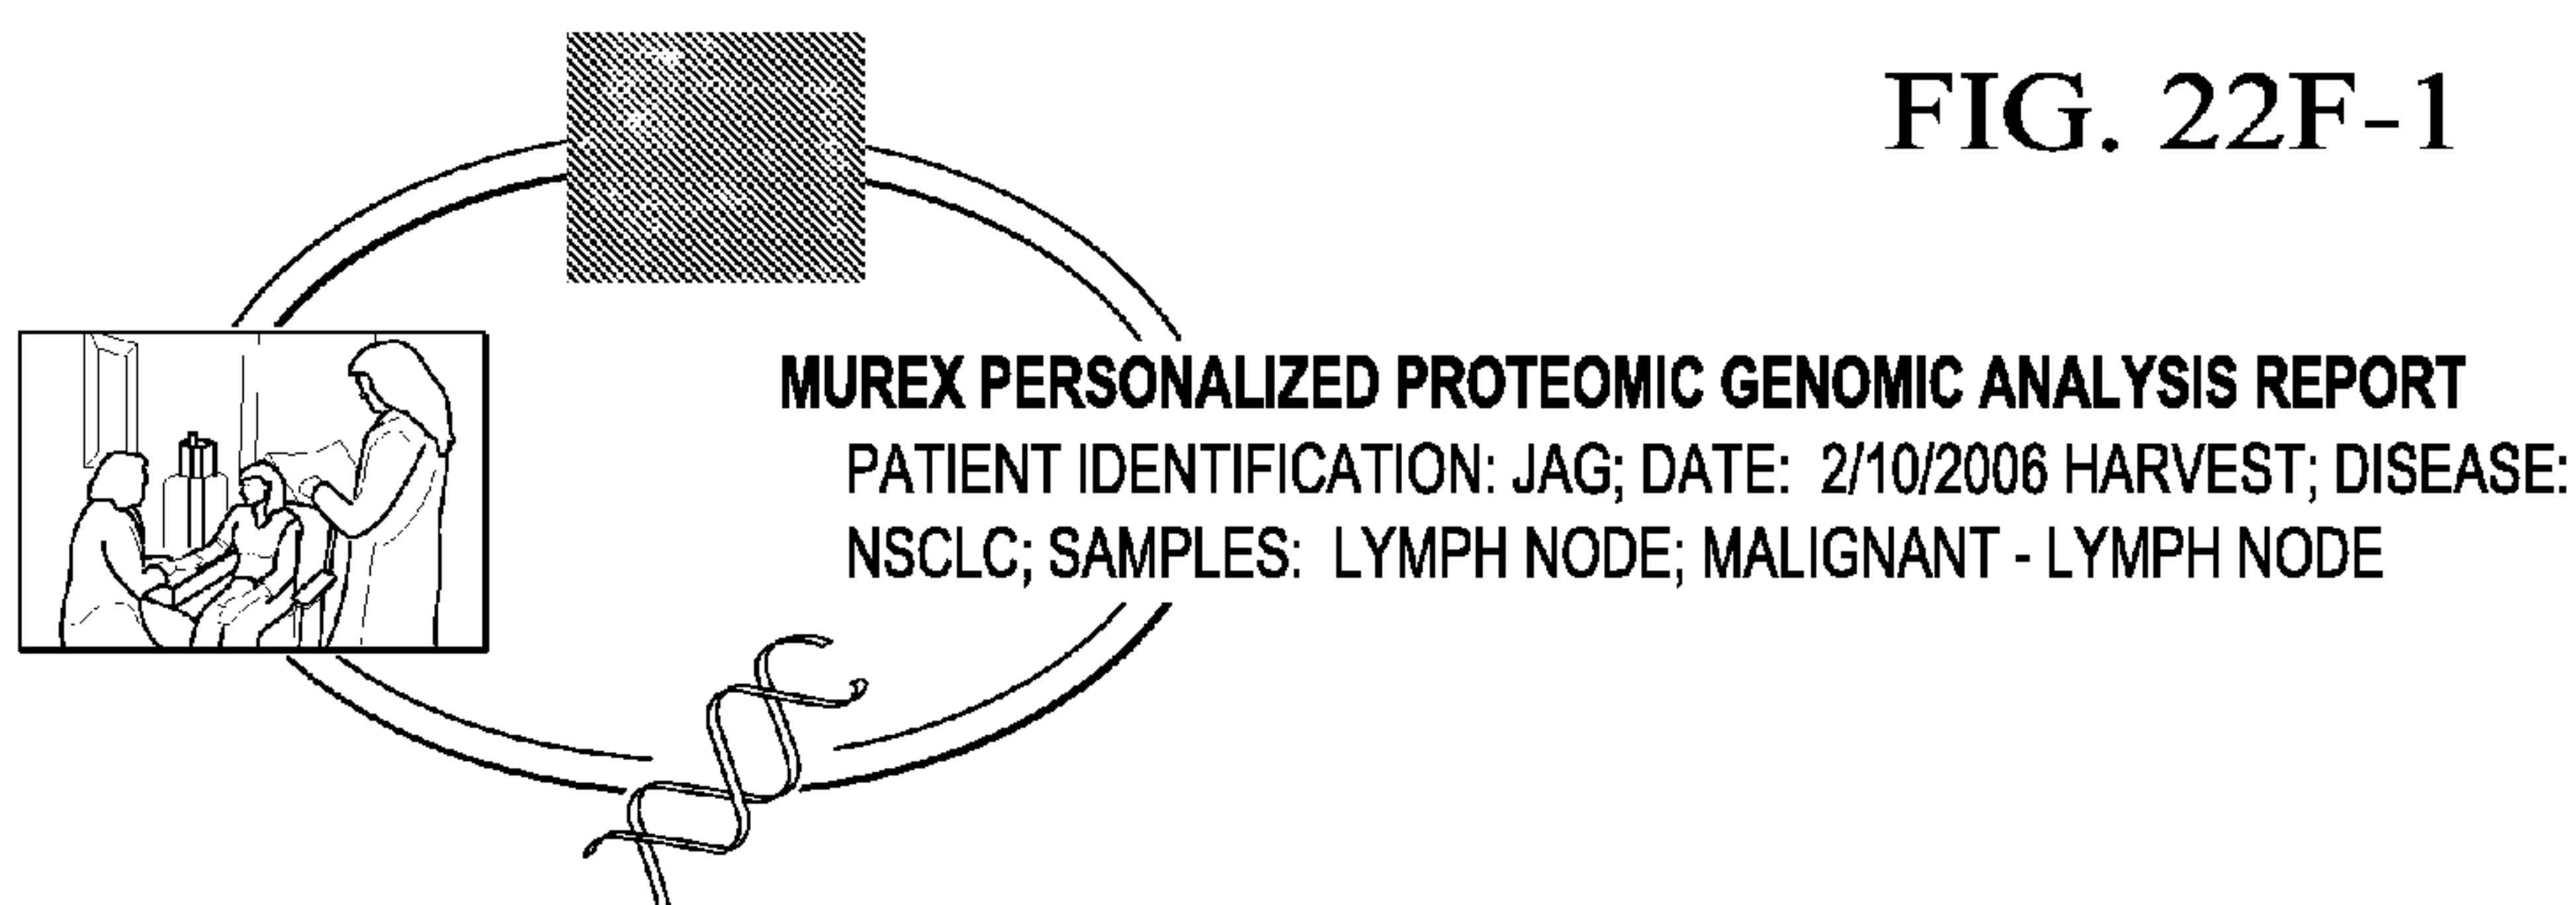 FIG. 22F-1
MUREX PERSONALIZED PROTEOMIC GENOMIC ANALYSIS REPORT
PATIENT IDENTIFICATION: JAG; DATE: 2/10/2006 HARVEST; DISEASE:
NSCLC; SAMPLES: LYMPH NODE; MALIGNANT - LYMPH NODE